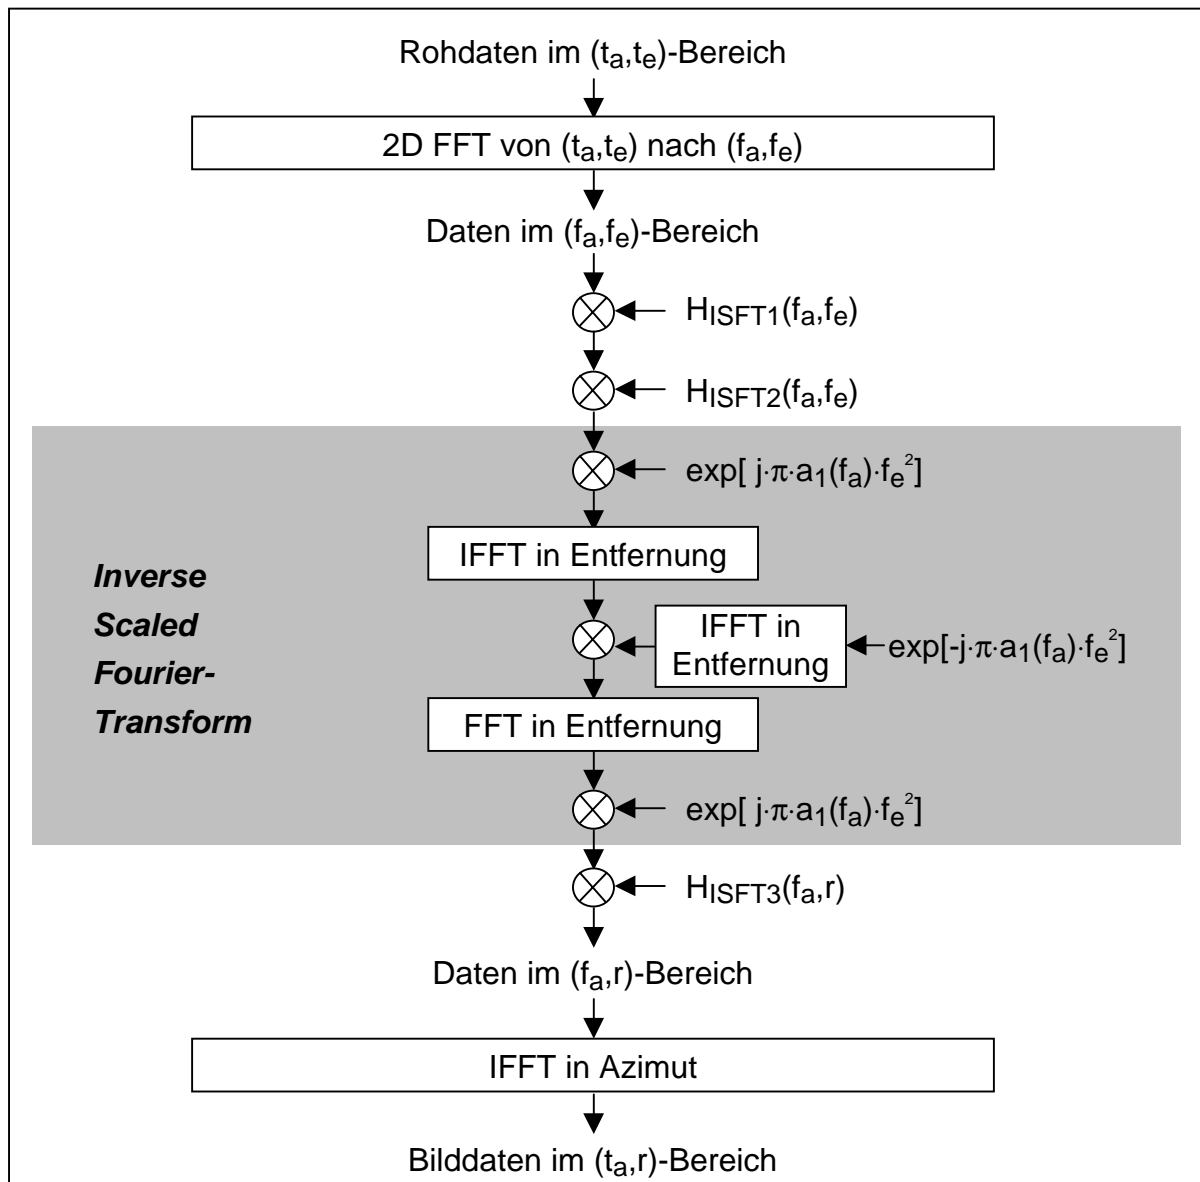 Rohdaten im (tₐ,tₑ)-Bereich
2D FFT von (tₐ,tₑ) nach (fₐ,fₑ)
Daten im (fₐ,fₑ)-Bereich
H_ISFT1(fₐ,fₑ)
H_ISFT2(fₐ,fₑ)
exp[ j·π·a₁(fₐ)·fₑ²]
IFFT in Entfernung
Inverse
Scaled
Fourier-
Transform
IFFT in
Entfernung
exp[-j·π·a₁(fₐ)·fₑ²]
FFT in Entfernung
exp[ j·π·a₁(fₐ)·fₑ²]
H_ISFT3(fₐ,r)
Daten im (fₐ,r)-Bereich
IFFT in Azimut
Bilddaten im (tₐ,r)-Bereich